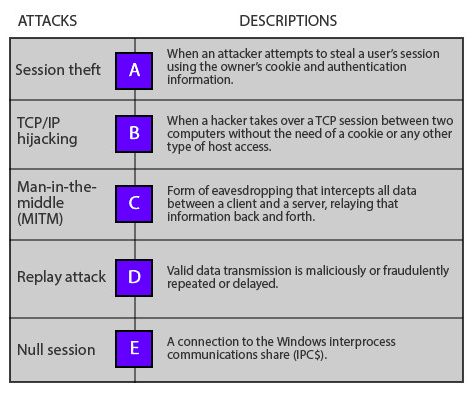 ATTACKS DESCRIPTIONS
Session theft A When an attacker attempts to steal a user's session
using the owner's cookie and authentication
information.
TCP/IP
hijacking B When a hacker takes over a TCP session between two
computers without the need of a cookie or any other
type of host access.
Man-in-the-
middle
(MITM) C Form of eavesdropping that intercepts all data
between a client and a server, relaying that
information back and forth.
Replay attack D Valid data transmission is maliciously or fraudulently
repeated or delayed.
Null session E A connection to the Windows interprocess
communications share (IPC$).